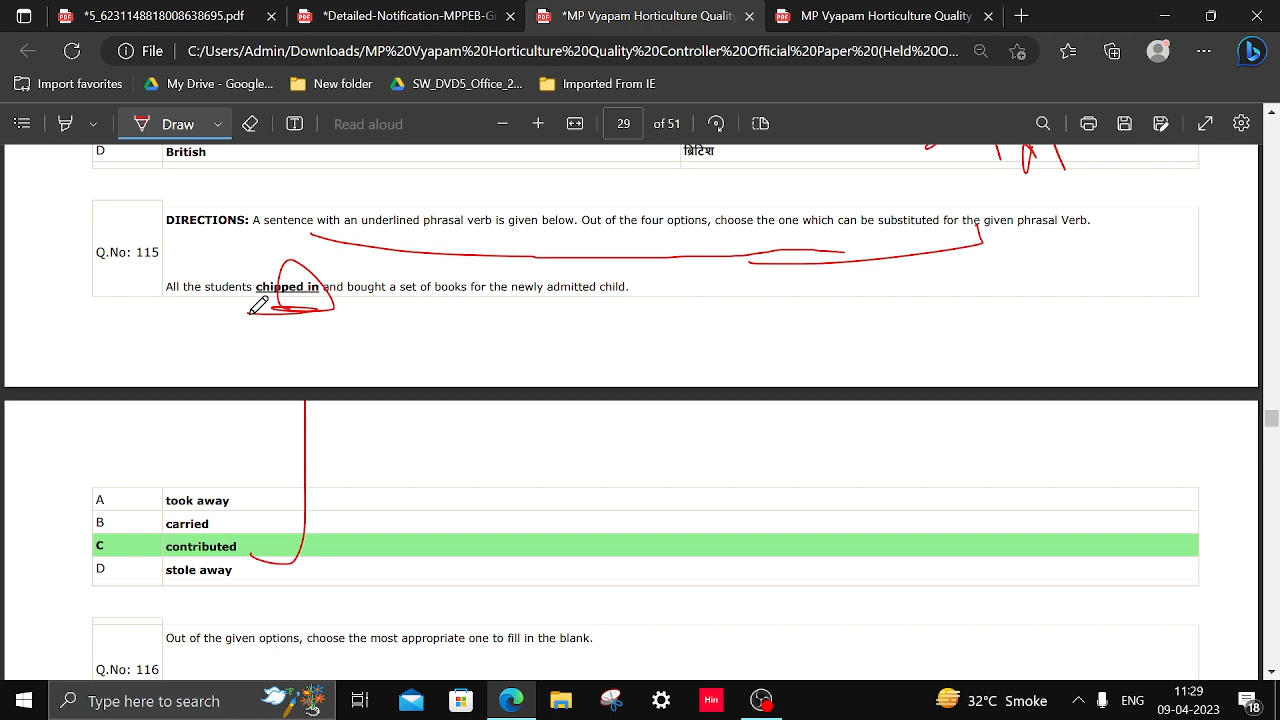 *5_6231148818008638695.pdf
*Detailed-Notification-MPPEB-G
*MP Vyapam Horticulture Quality
MP Vyapam Horticulture Quality
File C:/Users/Admin/Downloads/MP%20Vyapam%20Horticulture%20Quality%20Controller%20Official%20Paper%20(Held%20O...
Import favorites My Drive - Google... New folder SW_DVD5_Office_2... Imported From IE
Draw Read aloud 29 of 51
D British ब्रिटिश
DIRECTIONS: A sentence with an underlined phrasal verb is given below. Out of the four options, choose the one which can be substituted for the given phrasal Verb.
Q.No: 115
All the students chipped in and bought a set of books for the newly admitted child.
A took away
B carried
C contributed
D stole away
Out of the given options, choose the most appropriate one to fill in the blank.
Q.No: 116
Type here to search Hin 32°C Smoke ENG 11:29
09-04-2023 18